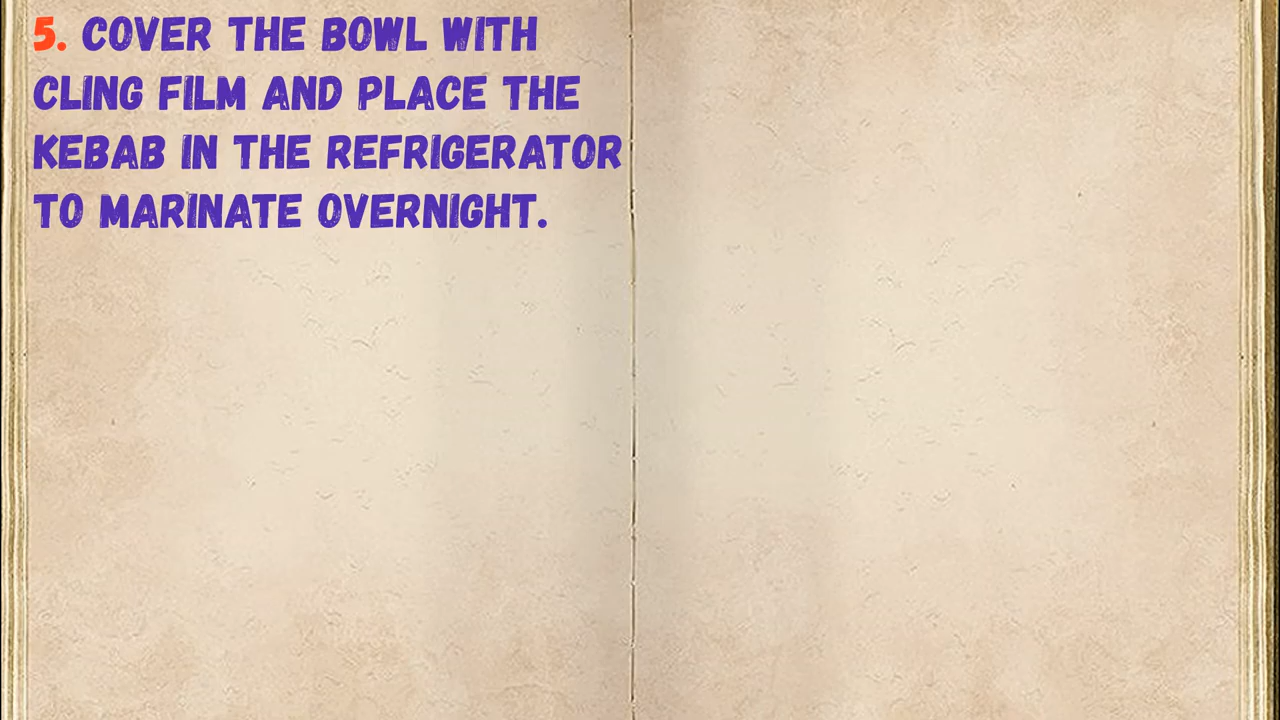 5. COVER THE BOWL WITH
CLING FILM AND PLACE THE
KEBAB IN THE REFRIGERATOR
TO MARINATE OVERNIGHT.